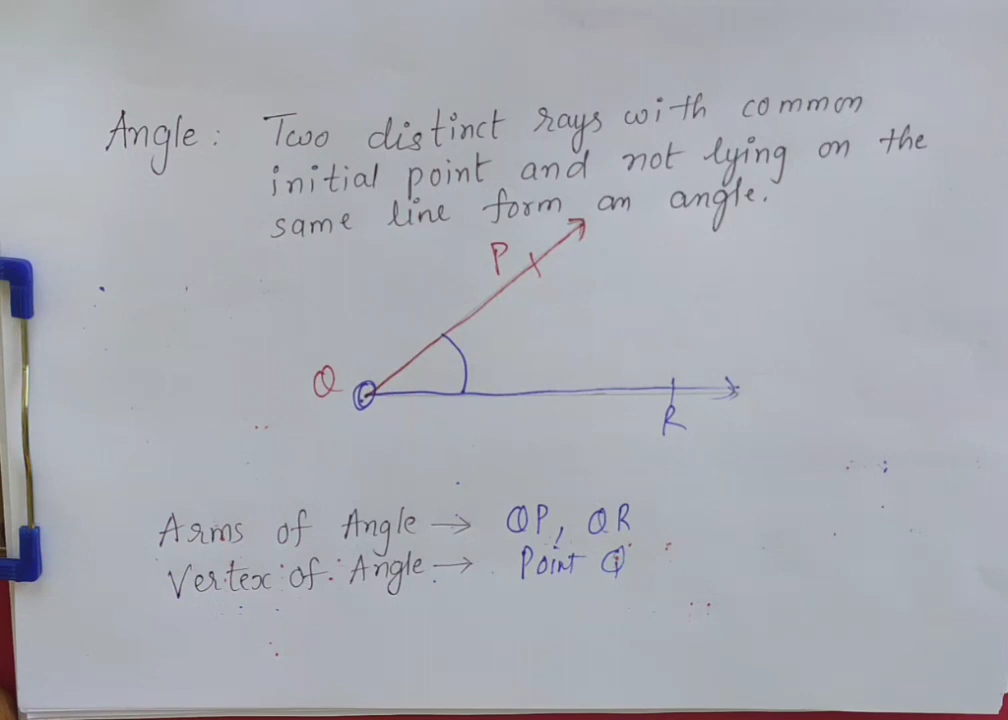 Angle: Two distinct rays with common
initial point and not lying on the
same line form an angle.
P
Q
R
Arms of Angle → QP, QR
Vertex of Angle → Point Q